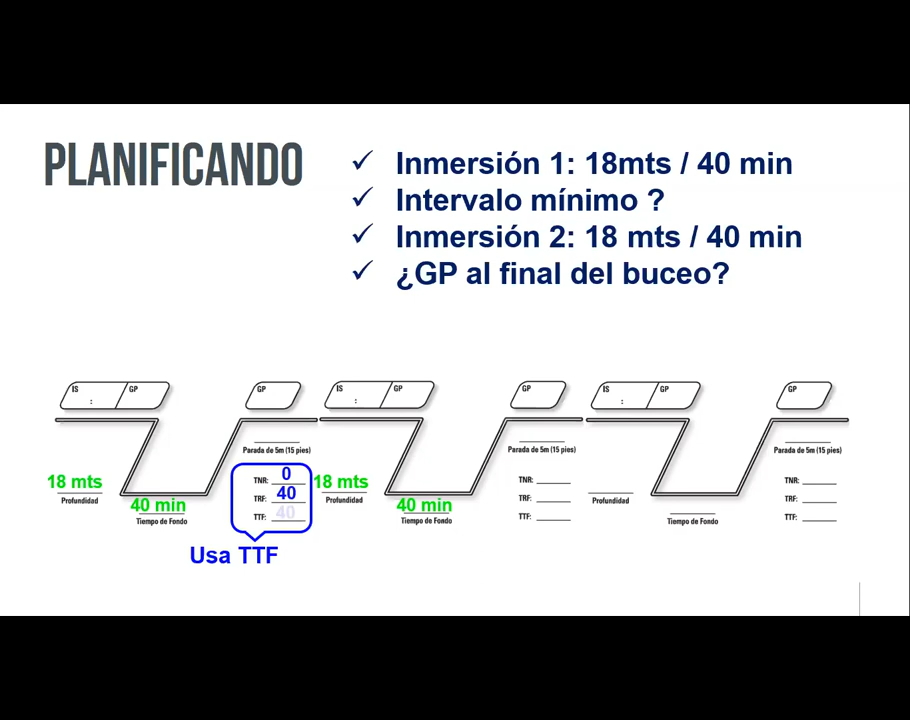 PLANIFICANDO
✓ Inmersión 1: 18mts / 40 min
✓ Intervalo mínimo ?
✓ Inmersión 2: 18 mts / 40 min
✓ ¿GP al final del buceo?
IS : GP GP IS : GP GP IS : GP GP
Parada de 5m (15 pies) Parada de 5m (15 pies) Parada de 5m (15 pies)
18 mts TNR: 0 18 mts TNR: TNR:
Profundidad TRF: 40 Profundidad TRF: Profundidad TRF:
40 min TTF: 40 40 min TTF: TTF:
Tiempo de Fondo Tiempo de Fondo Tiempo de Fondo
Usa TTF